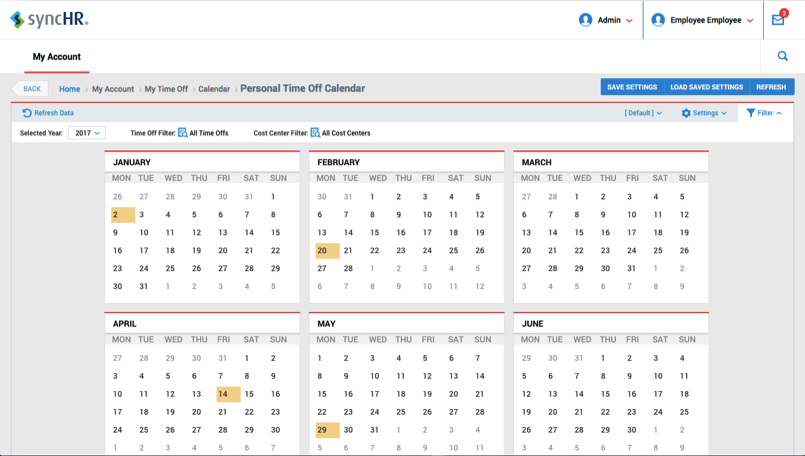 syncHR®
Admin
Employee Employee
2
My Account
BACK
Home › My Account › My Time Off › Calendar › Personal Time Off Calendar
SAVE SETTINGS LOAD SAVED SETTINGS REFRESH
Refresh Data
[ Default ]
Settings
Filter
Selected Year: 2017 Time Off Filter: All Time Offs Cost Center Filter: All Cost Centers
JANUARY
MON TUE WED THU FRI SAT SUN
26 27 28 29 30 31 1
2 3 4 5 6 7 8
9 10 11 12 13 14 15
16 17 18 19 20 21 22
23 24 25 26 27 28 29
30 31 1 2 3 4 5
FEBRUARY
MON TUE WED THU FRI SAT SUN
30 31 1 2 3 4 5
6 7 8 9 10 11 12
13 14 15 16 17 18 19
20 21 22 23 24 25 26
27 28 1 2 3 4 5
6 7 8 9 10 11 12
MARCH
MON TUE WED THU FRI SAT SUN
27 28 1 2 3 4 5
6 7 8 9 10 11 12
13 14 15 16 17 18 19
20 21 22 23 24 25 26
27 28 29 30 31 1 2
3 4 5 6 7 8 9
APRIL
MON TUE WED THU FRI SAT SUN
27 28 29 30 31 1 2
3 4 5 6 7 8 9
10 11 12 13 14 15 16
17 18 19 20 21 22 23
24 25 26 27 28 29 30
1 2 3 4 5 6 7
MAY
MON TUE WED THU FRI SAT SUN
1 2 3 4 5 6 7
8 9 10 11 12 13 14
15 16 17 18 19 20 21
22 23 24 25 26 27 28
29 30 31 1 2 3 4
5 6 7 8 9 10 11
JUNE
MON TUE WED THU FRI SAT SUN
29 30 31 1 2 3 4
5 6 7 8 9 10 11
12 13 14 15 16 17 18
19 20 21 22 23 24 25
26 27 28 29 30 1 2
3 4 5 6 7 8 9